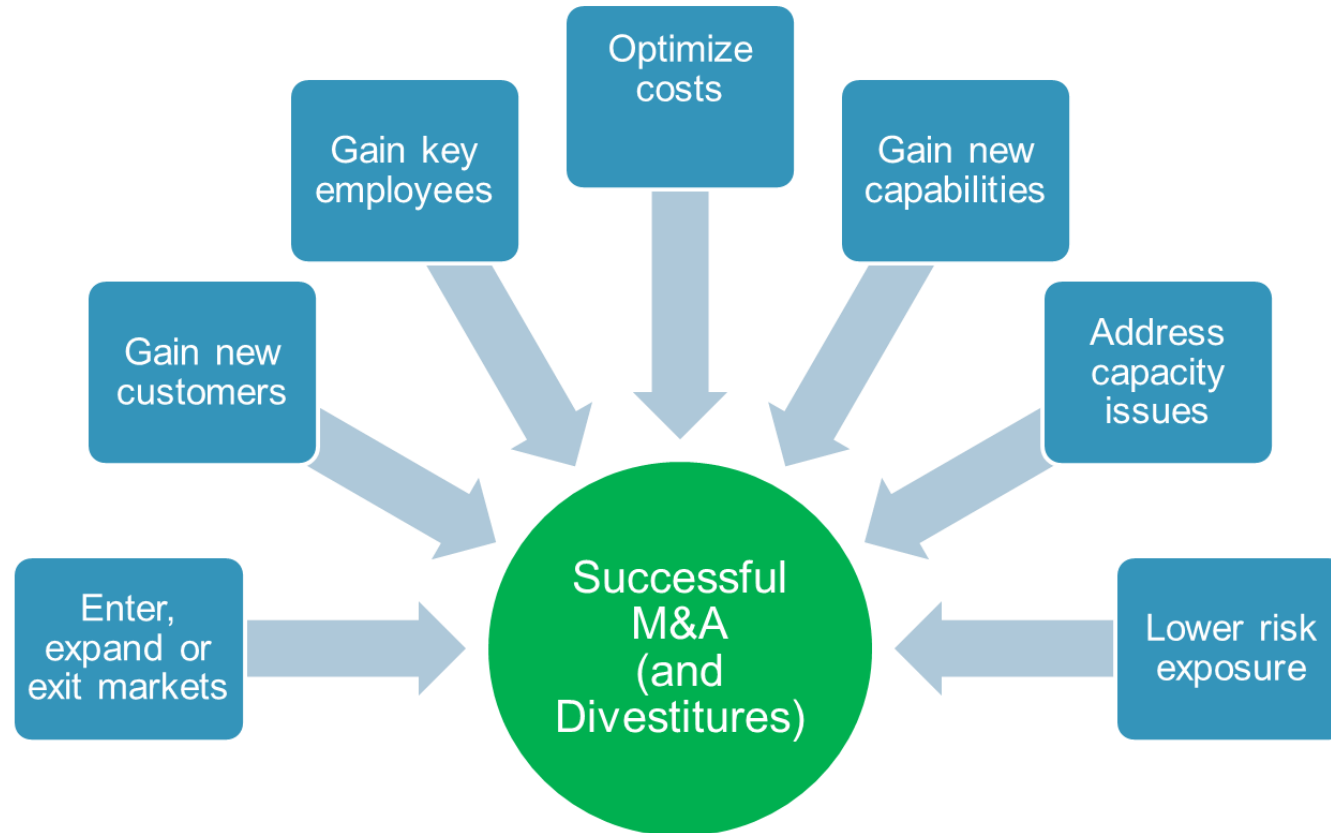 Optimize
costs
Gain key
employees
Gain new
capabilities
Gain new
customers
Address
capacity
issues
Enter,
expand or
exit markets
Successful
M&A
(and
Divestitures)
Lower risk
exposure